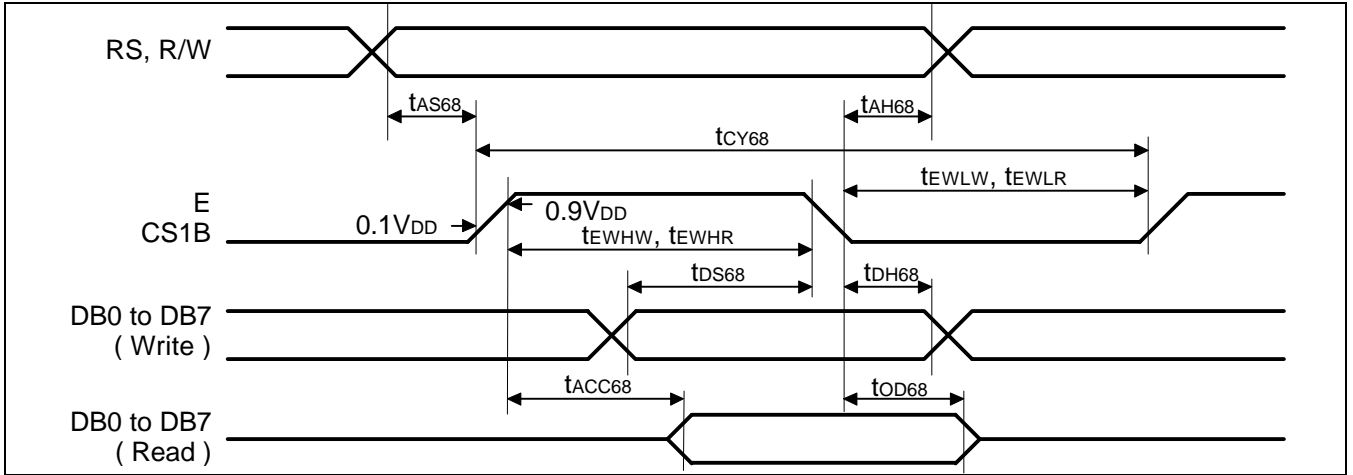 RS, R/W
tAS68
tAH68
tCY68
tEWLW, tEWLR
E
CS1B
0.1VDD
0.9VDD
tEWHW, tEWHR
tDS68
tDH68
DB0 to DB7
( Write )
tACC68
tOD68
DB0 to DB7
( Read )